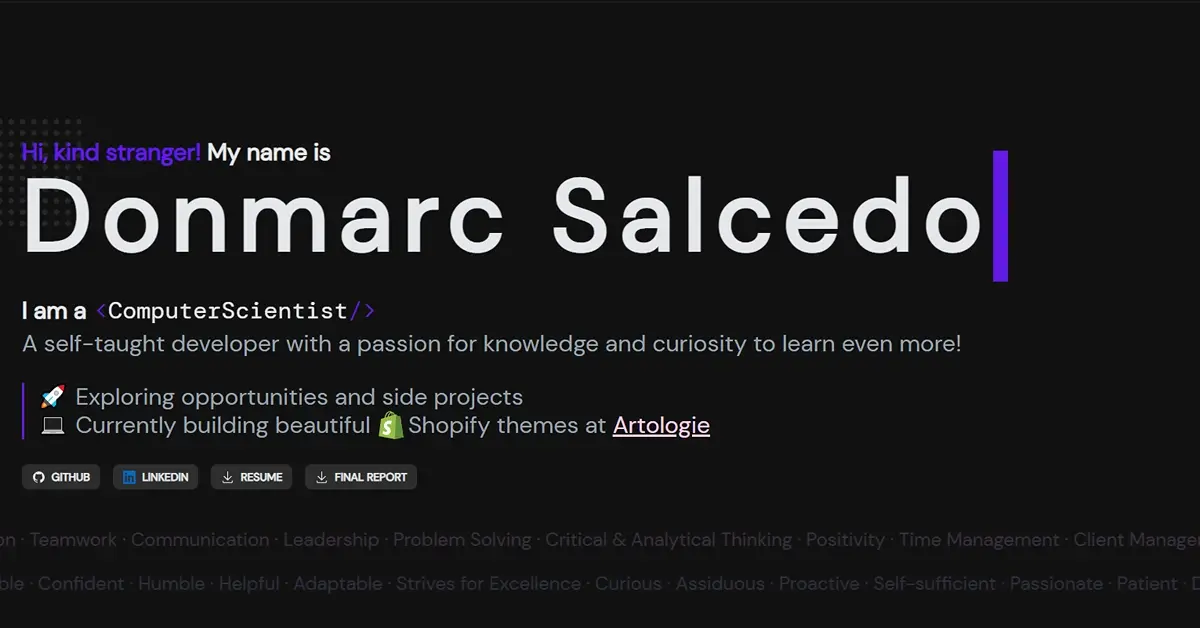 Hi, kind stranger! My name is
Donmarc Salcedo
I am a <ComputerScientist/>
A self-taught developer with a passion for knowledge and curiosity to learn even more!
🚀 Exploring opportunities and side projects
💻 Currently building beautiful Shopify themes at Artologie
GITHUB LINKEDIN RESUME FINAL REPORT
on · Teamwork · Communication · Leadership · Problem Solving · Critical & Analytical Thinking · Positivity · Time Management · Client Manager
ble · Confident · Humble · Helpful · Adaptable · Strives for Excellence · Curious · Assiduous · Proactive · Self-sufficient · Passionate · Patient ·